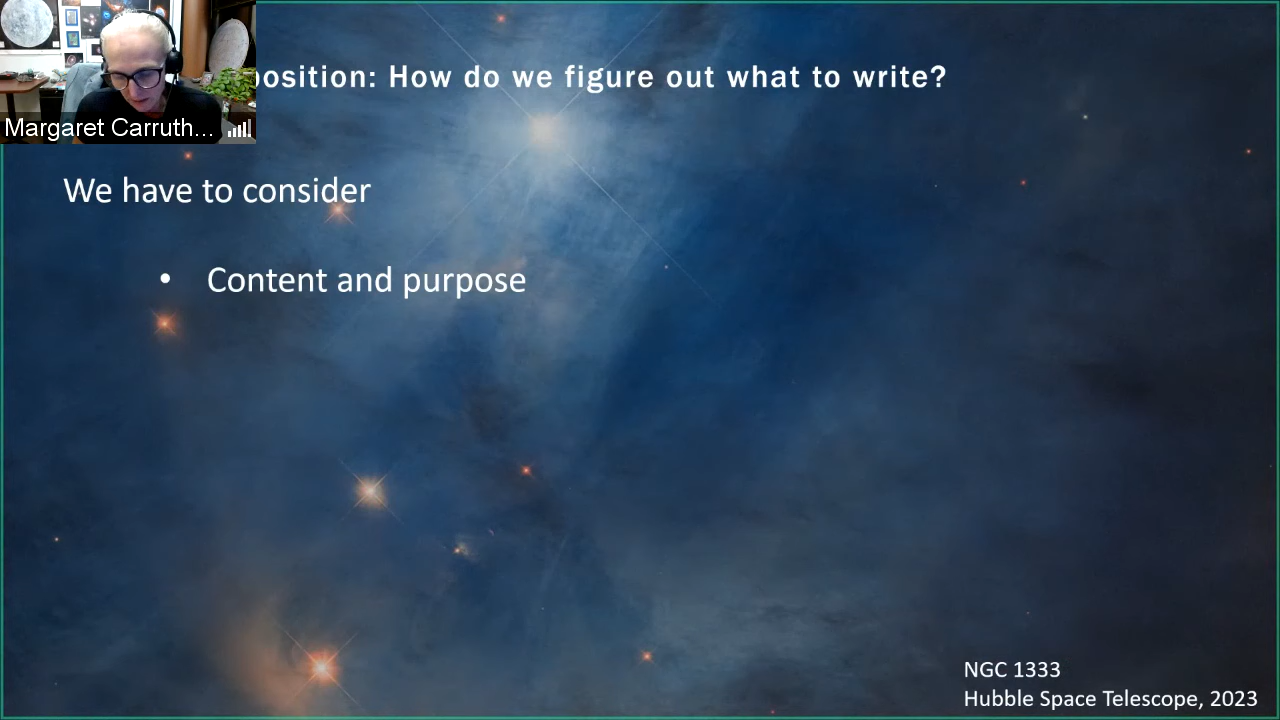 position: How do we figure out what to write?
Margaret Carruth...
We have to consider
• Content and purpose
NGC 1333
Hubble Space Telescope, 2023